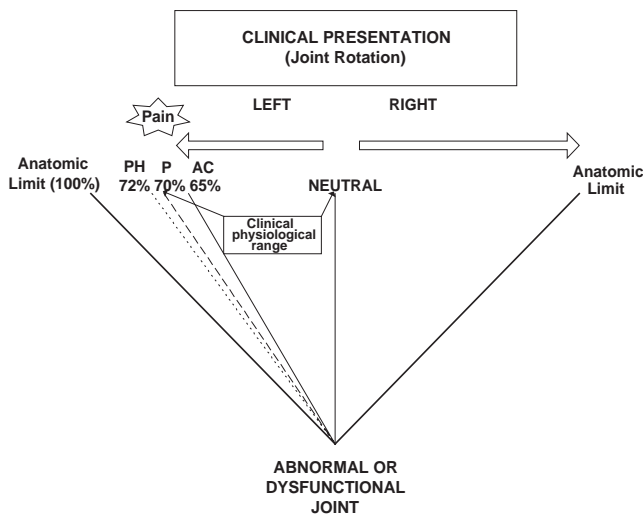 CLINICAL PRESENTATION
(Joint Rotation)
LEFT RIGHT
Pain
Anatomic
Limit (100%)
PH P AC
72% 70% 65%
NEUTRAL
Anatomic
Limit
Clinical
physiological
range
ABNORMAL OR
DYSFUNCTIONAL
JOINT